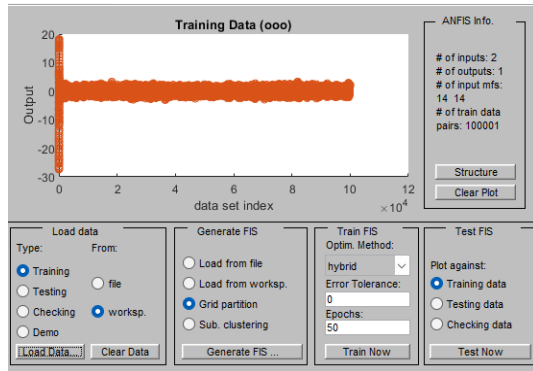 Training Data (ooo)
20
10
0
-10
-20
-30
Output
0
2
4
6
8
10
12
data set index
×10^4
ANFIS Info.
# of inputs: 2
# of outputs: 1
# of input mfs:
14 14
# of train data
pairs: 100001
Structure
Clear Plot
Load data
Type:
From:
Training
Testing
Checking
Demo
file
worksp.
Load Data...
Clear Data
Generate FIS
Load from file
Load from worksp.
Grid partition
Sub. clustering
Generate FIS ...
Train FIS
Optim. Method:
hybrid
Error Tolerance:
0
Epochs:
50
Train Now
Test FIS
Plot against:
Training data
Testing data
Checking data
Test Now